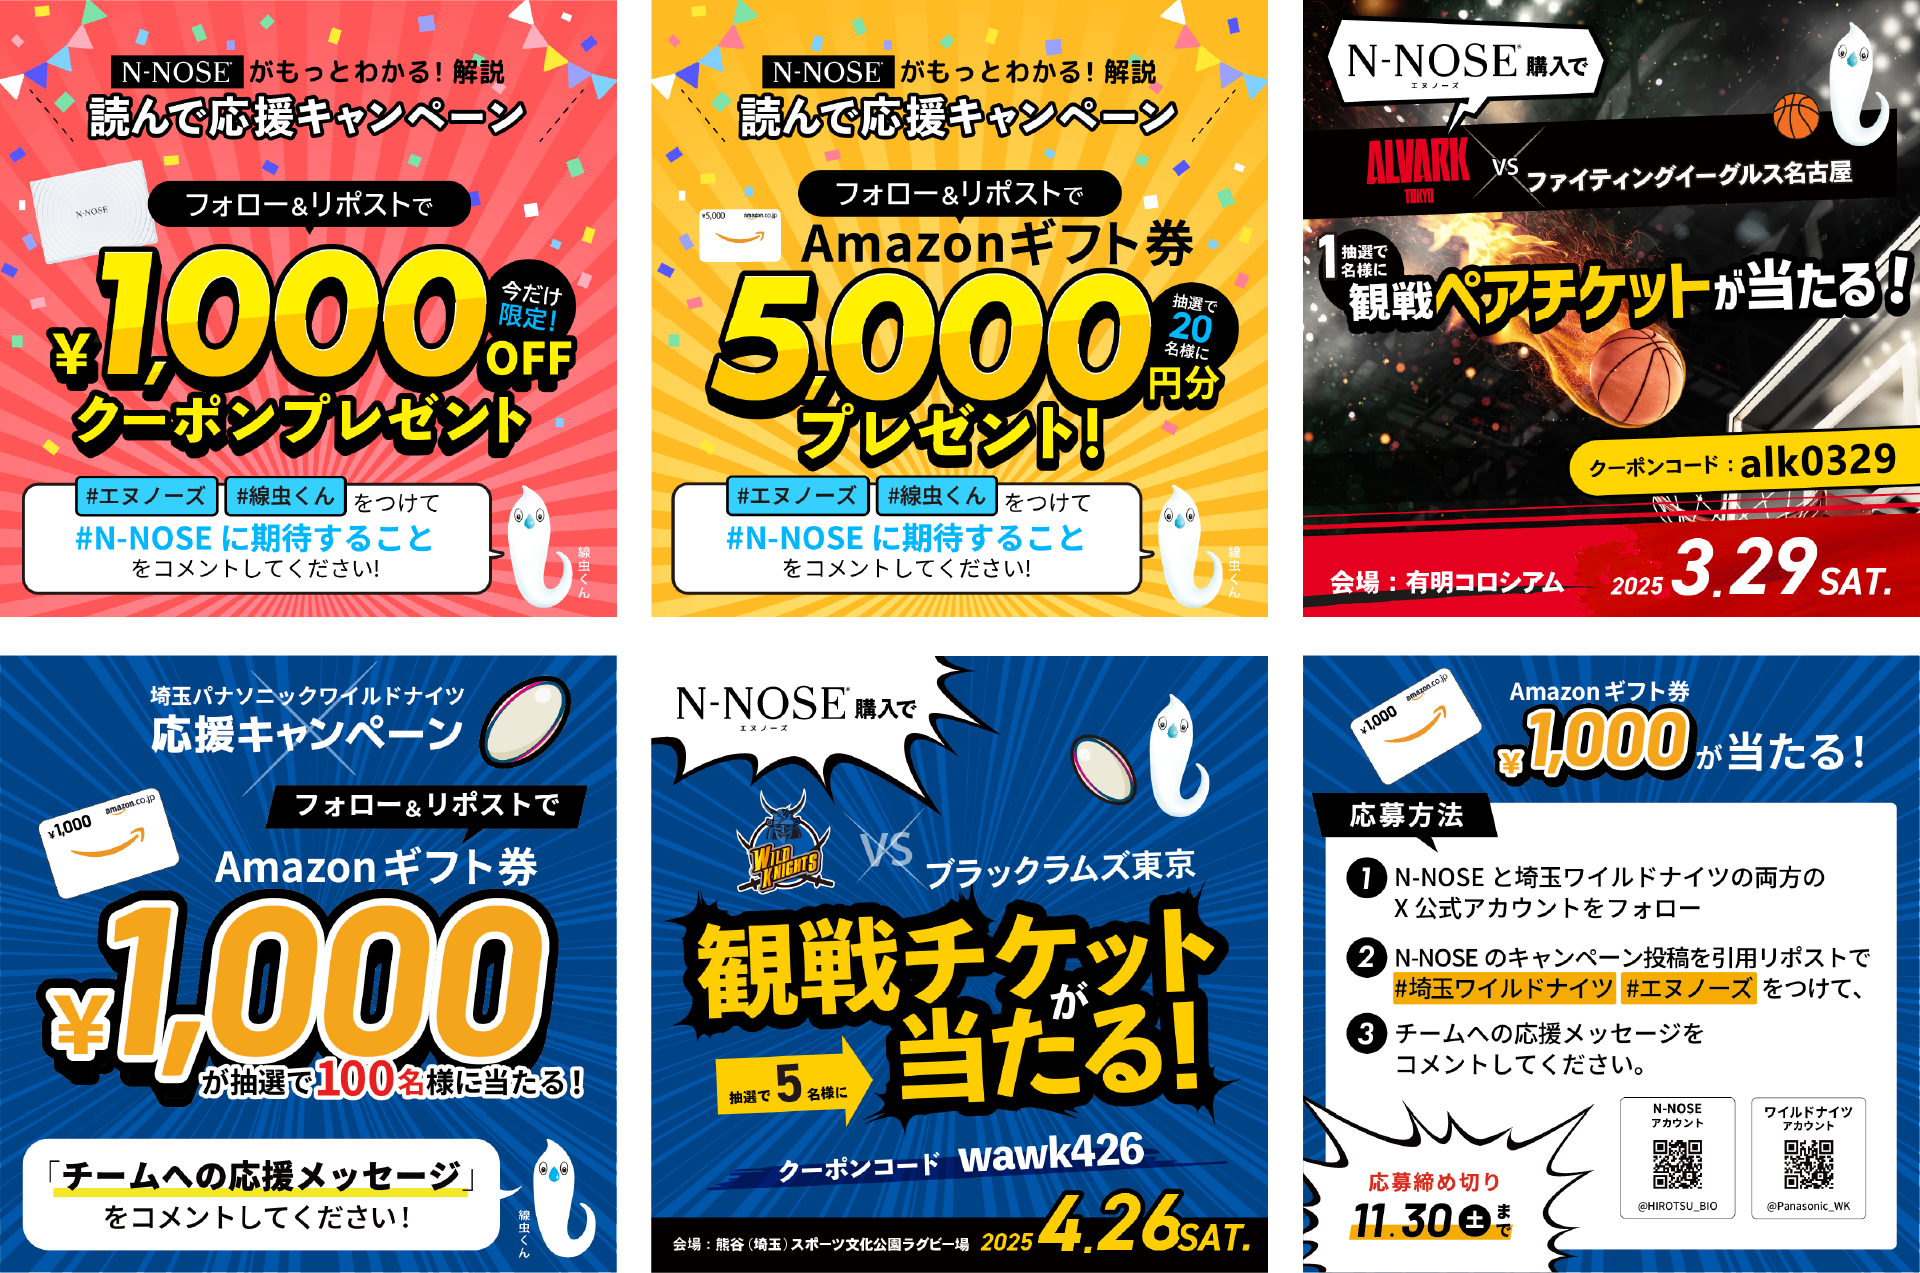 N-NOSE がもっとわかる！解説
読んで応援キャンペーン
N-NOSE
フォロー&リポストで
¥1,000OFF
今だけ
限定!
クーポンプレゼント
#エヌノーズ #線虫くん をつけて
#N-NOSE に期待すること
をコメントしてください!
線虫くん
N-NOSE がもっとわかる！解説
読んで応援キャンペーン
フォロー&リポストで
¥5,000 amazon.co.jp
Amazonギフト券
5,000円分
抽選で
20
名様に
プレゼント!
#エヌノーズ #線虫くん をつけて
#N-NOSE に期待すること
をコメントしてください!
線虫くん
N-NOSE 購入で
エヌノーズ
ALVARK
TOKYO
VS ファイティングイーグルス名古屋
抽選で
1名様に
観戦ペアチケットが当たる！
クーポンコード：alk0329
会場：有明コロシアム 2025 3.29 SAT.
埼玉パナソニックワイルドナイツ
応援キャンペーン
フォロー&リポストで
¥1,000 amazon.co.jp
Amazonギフト券
¥1,000
が抽選で100名様に当たる！
「チームへの応援メッセージ」
をコメントしてください！
線虫くん
N-NOSE 購入で
エヌノーズ
WILD
KNIGHTS
VS ブラックラムズ東京
観戦チケットが
当たる！
抽選で5名様に
クーポンコード wawk426
会場：熊谷（埼玉）スポーツ文化公園ラグビー場 2025 4.26 SAT.
¥1,000 amazon.co.jp
Amazonギフト券
¥1,000が当たる！
応募方法
1 N-NOSE と埼玉ワイルドナイツの両方の
X 公式アカウントをフォロー
2 N-NOSE のキャンペーン投稿を引用リポストで
#埼玉ワイルドナイツ #エヌノーズ をつけて、
3 チームへの応援メッセージを
コメントしてください。
応募締め切り
11.30 土 まで
N-NOSE
アカウント
@HIROTSU_BIO
ワイルドナイツ
アカウント
@Panasonic_WK